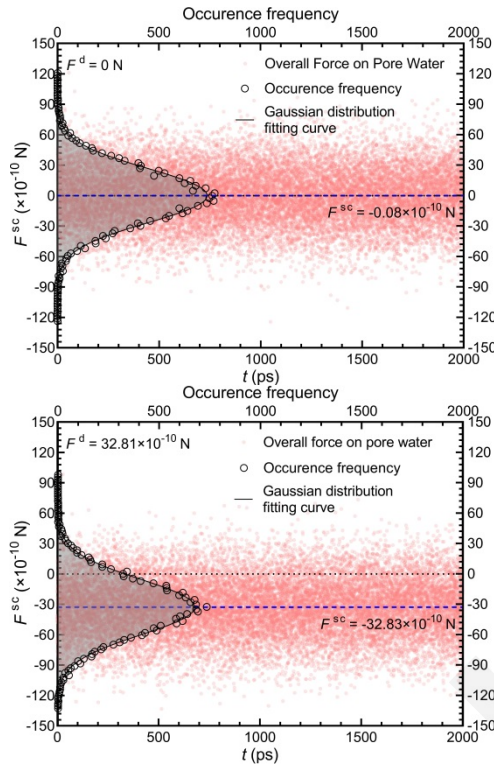 Occurence frequency
0 500 1000 1500 2000
150 150
F^d = 0 N
Overall Force on Pore Water
120 120
Occurence frequency
90 90
Gaussian distribution
fitting curve
60 60
30 30
0 0
F^sc = -0.08×10^-10 N
-30 -30
-60 -60
-90 -90
-120 -120
-150 -150
F^sc (×10^-10 N)
0 500 1000 1500 2000
t (ps)
Occurence frequency
0 500 1000 1500 2000
150 150
F^d = 32.81×10^-10 N
Overall force on pore water
120 120
Occurence frequency
90 90
Gaussian distribution
fitting curve
60 60
30 30
0 0
-30 -30
F^sc = -32.83×10^-10 N
-60 -60
-90 -90
-120 -120
-150 -150
F^sc (×10^-10 N)
0 500 1000 1500 2000
t (ps)